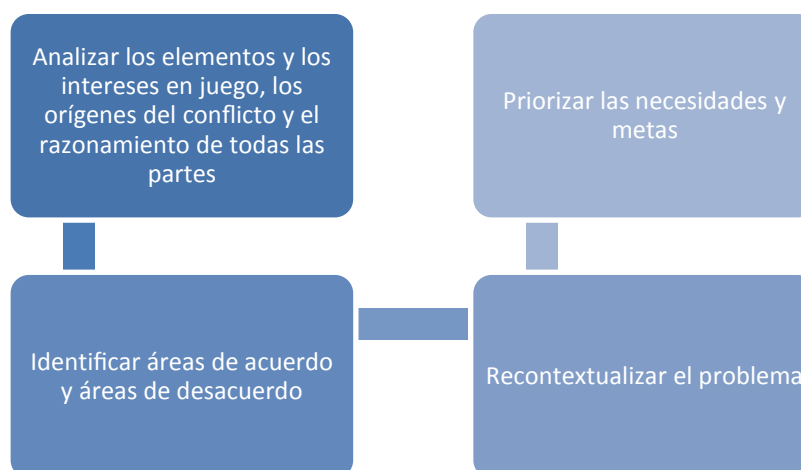 Analizar los elementos y los
intereses en juego, los
orígenes del conflicto y el
razonamiento de todas las
partes
Identificar áreas de acuerdo
y áreas de desacuerdo
Recontextualizar el problema
Priorizar las necesidades y
metas